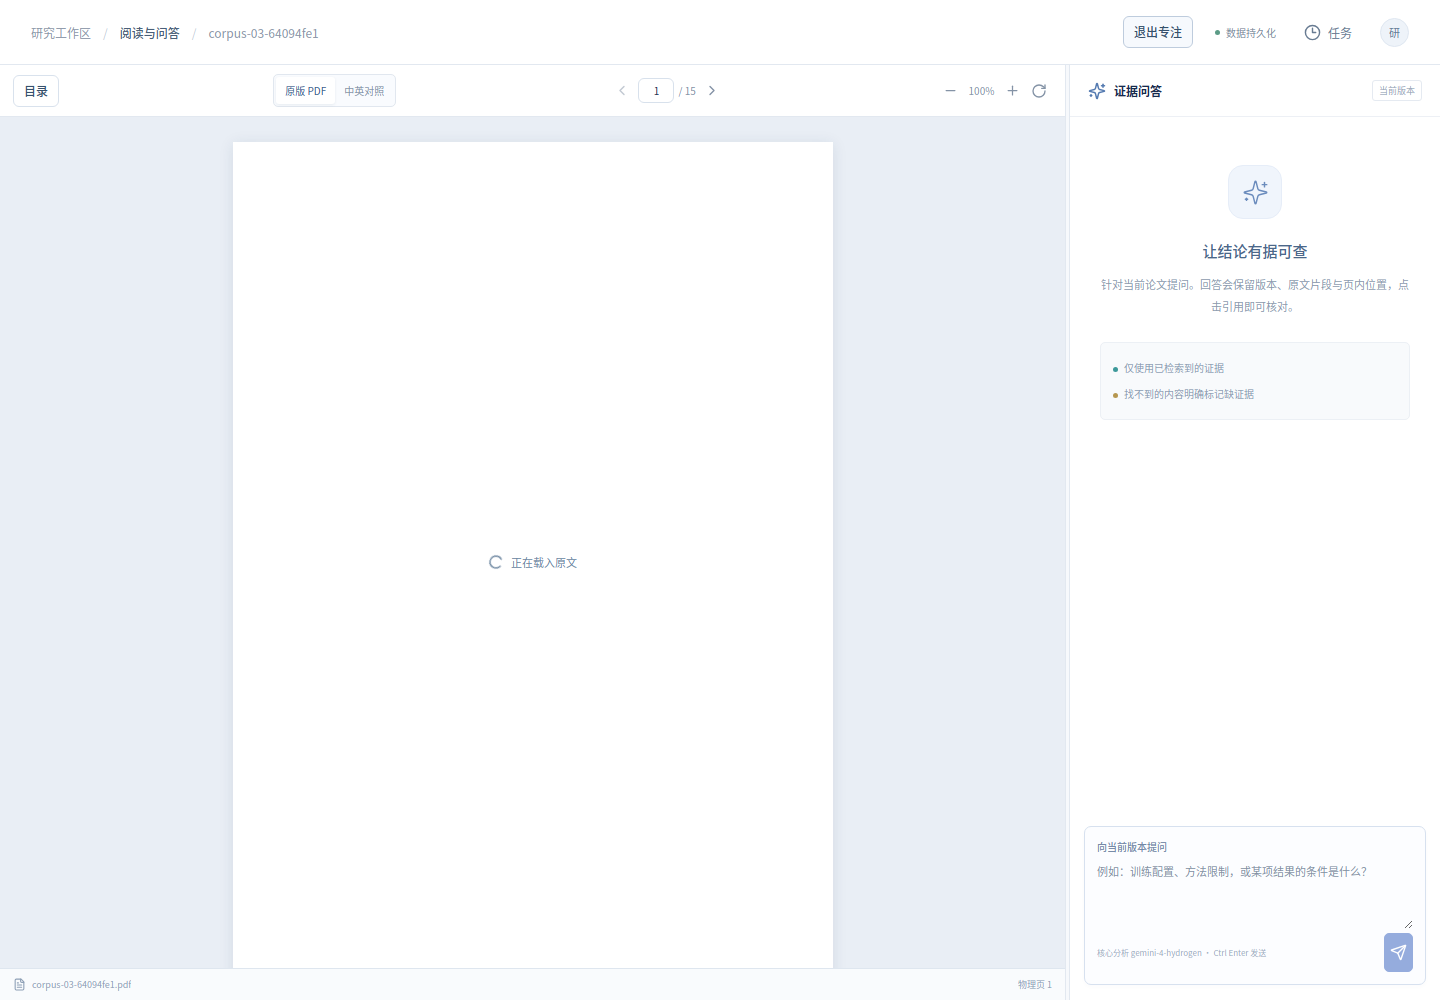 研究工作区 / 阅读与问答 / corpus-03-64094fe1
退出专注
数据持久化
任务
研
目录
原版 PDF
中英对照
1 / 15
100%
证据问答
当前版本
正在载入原文
让结论有据可查
针对当前论文提问。回答会保留版本、原文片段与页内位置，点
击引用即可核对。
仅使用已检索到的证据
找不到的内容明确标记缺证据
向当前版本提问
例如：训练配置、方法限制，或某项结果的条件是什么？
核心分析 gemini-4-hydrogen · Ctrl Enter 发送
corpus-03-64094fe1.pdf
物理页 1